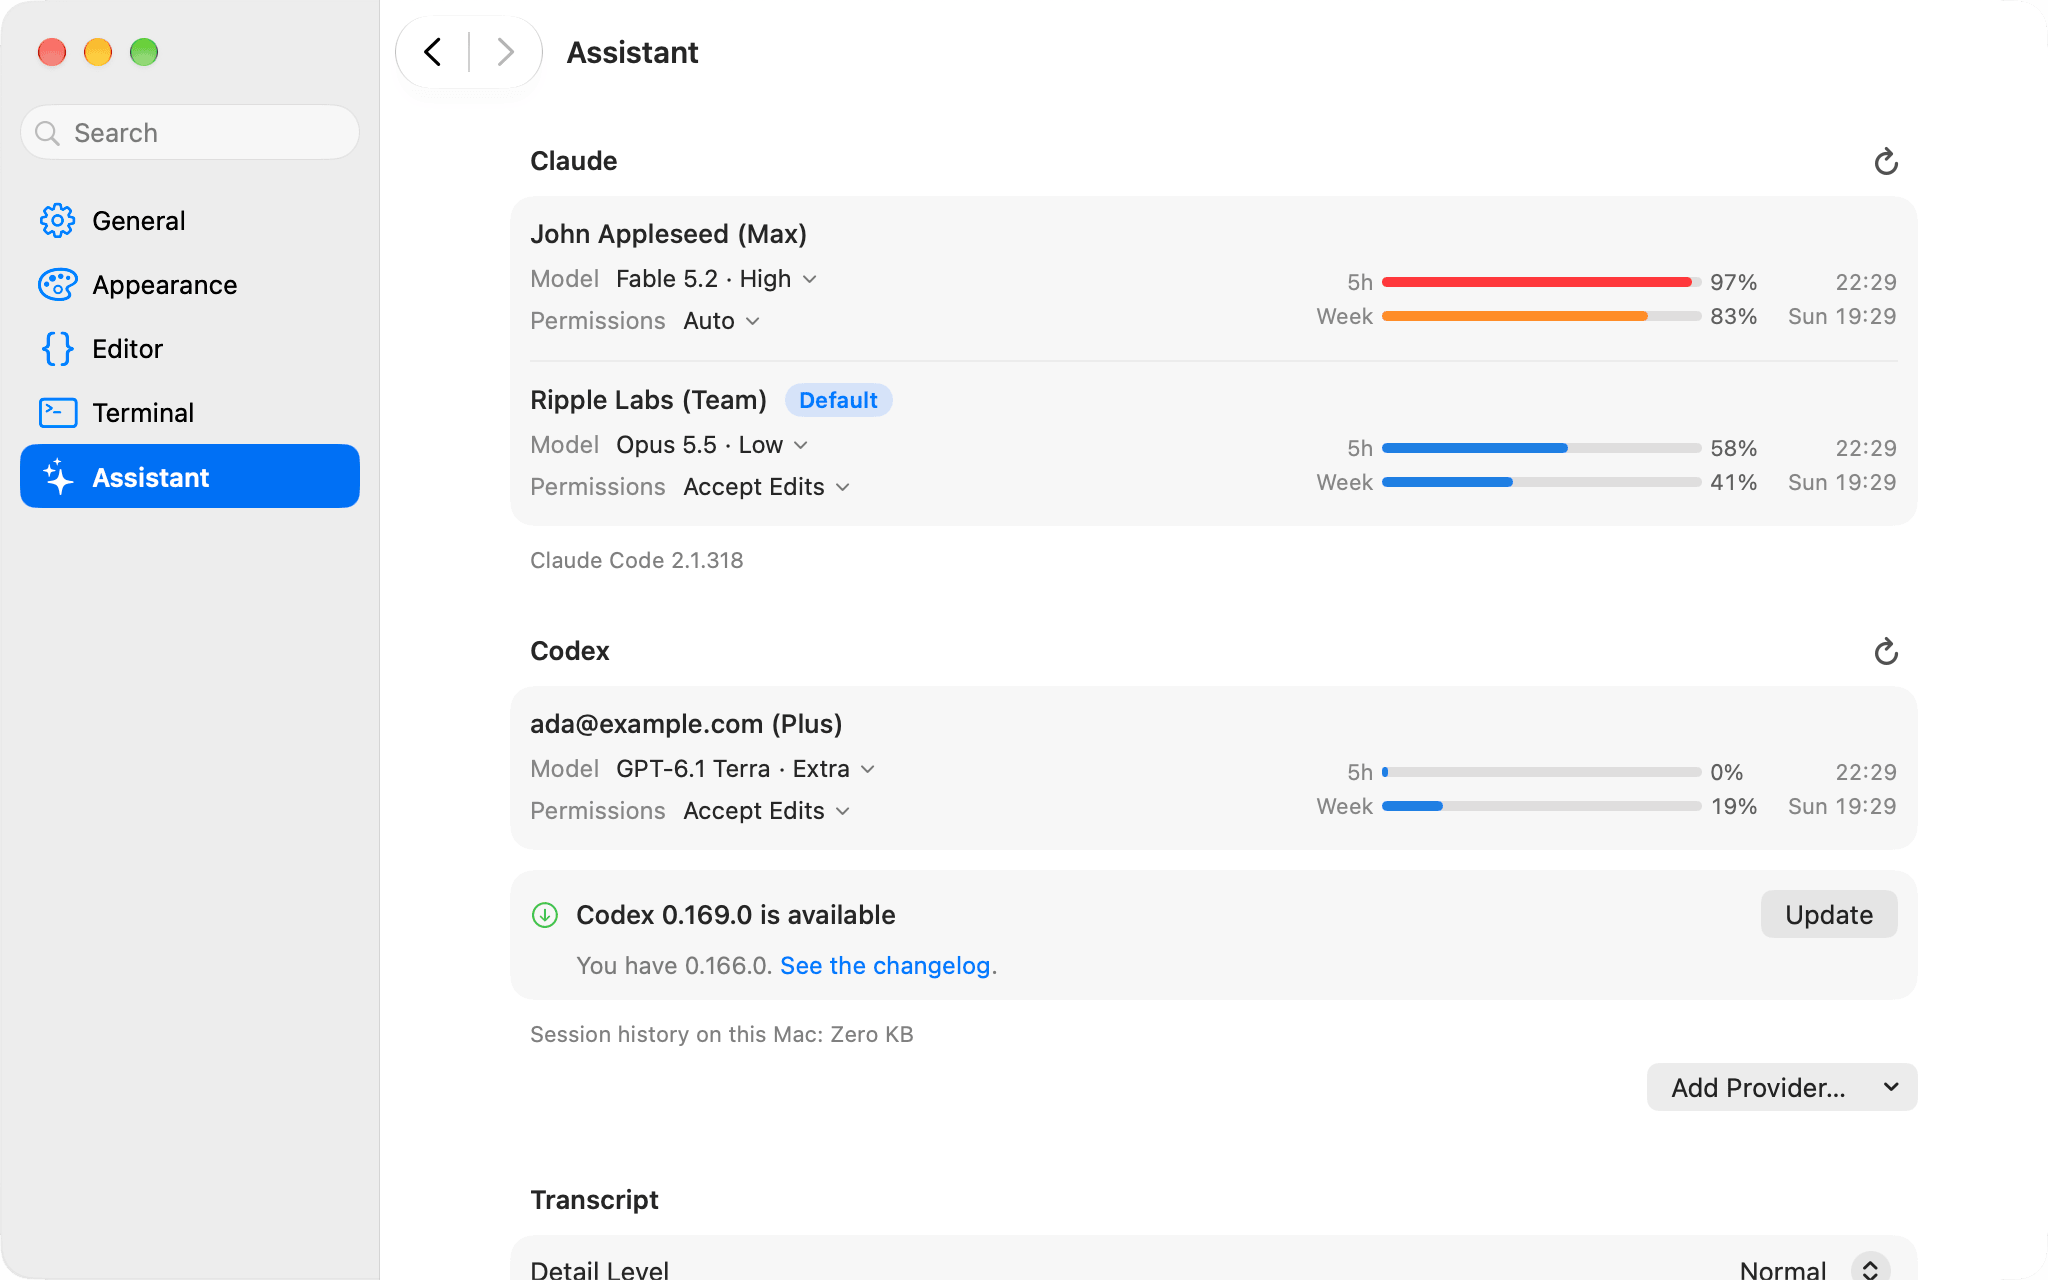 Assistant
Search
General
Appearance
Editor
Terminal
Assistant
Claude
John Appleseed (Max)
Model Fable 5.2 · High
Permissions Auto
5h 97% 22:29
Week 83% Sun 19:29
Ripple Labs (Team) Default
Model Opus 5.5 · Low
Permissions Accept Edits
5h 58% 22:29
Week 41% Sun 19:29
Claude Code 2.1.318
Codex
ada@example.com (Plus)
Model GPT-6.1 Terra · Extra
Permissions Accept Edits
5h 0% 22:29
Week 19% Sun 19:29
Codex 0.169.0 is available
Update
You have 0.166.0. See the changelog.
Session history on this Mac: Zero KB
Add Provider...
Transcript
Detail Level Normal